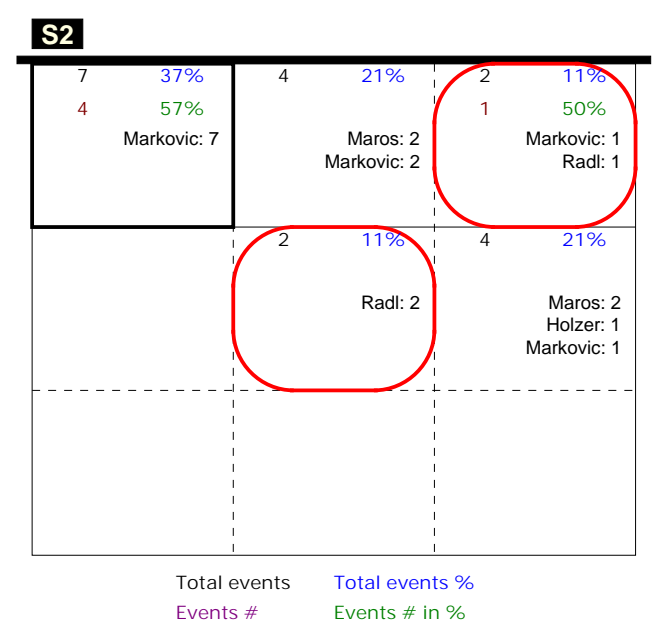 S2
7 37% 4 21% 2 11%
4 57% 1 50%
Markovic: 7 Maros: 2 Markovic: 1
Markovic: 2 Radl: 1
2 11% 4 21%
Radl: 2 Maros: 2
Holzer: 1
Markovic: 1
Total events Total events %
Events # Events # in %